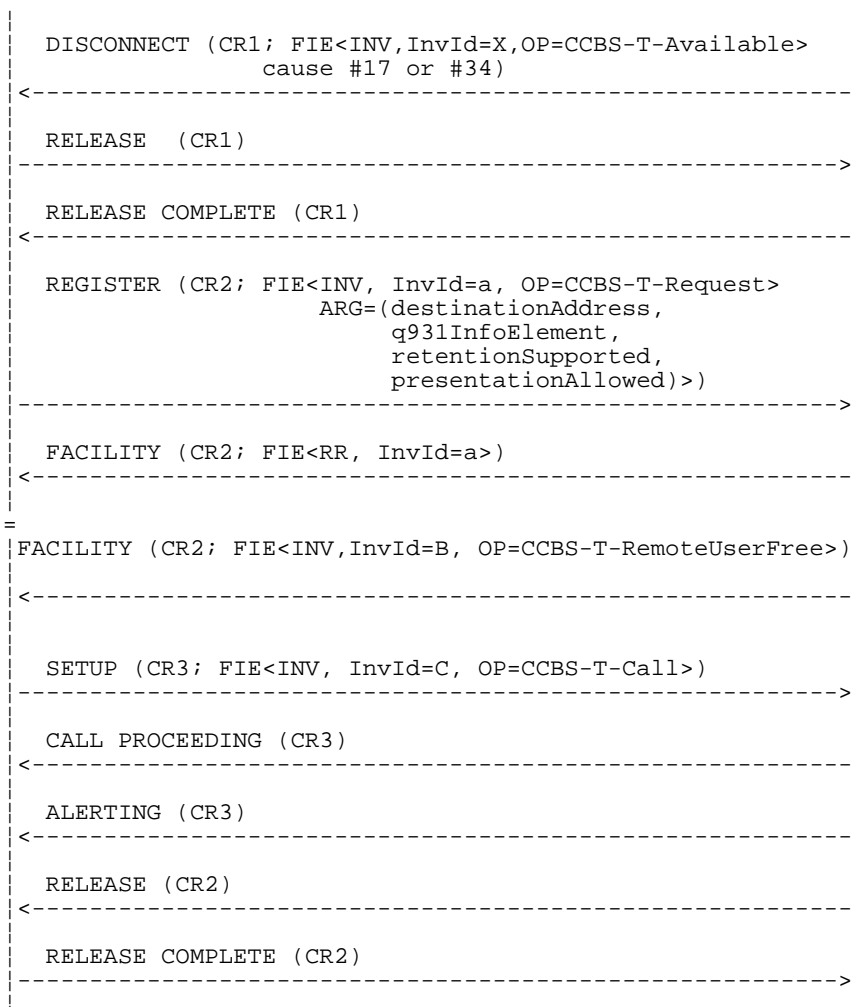 DISCONNECT (CR1; FIE<INV,InvId=X,OP=CCBS-T-Available>
cause #17 or #34)
<---------------------------------------------------------
RELEASE  (CR1)
--------------------------------------------------------->
RELEASE COMPLETE (CR1)
<---------------------------------------------------------
REGISTER (CR2; FIE<INV, InvId=a, OP=CCBS-T-Request>
ARG=(destinationAddress,
q931InfoElement,
retentionSupported,
presentationAllowed)>)
--------------------------------------------------------->
FACILITY (CR2; FIE<RR, InvId=a>)
<---------------------------------------------------------
=
FACILITY (CR2; FIE<INV,InvId=B, OP=CCBS-T-RemoteUserFree>)
<---------------------------------------------------------
SETUP (CR3; FIE<INV, InvId=C, OP=CCBS-T-Call>)
--------------------------------------------------------->
CALL PROCEEDING (CR3)
<---------------------------------------------------------
ALERTING (CR3)
<---------------------------------------------------------
RELEASE (CR2)
<---------------------------------------------------------
RELEASE COMPLETE (CR2)
--------------------------------------------------------->